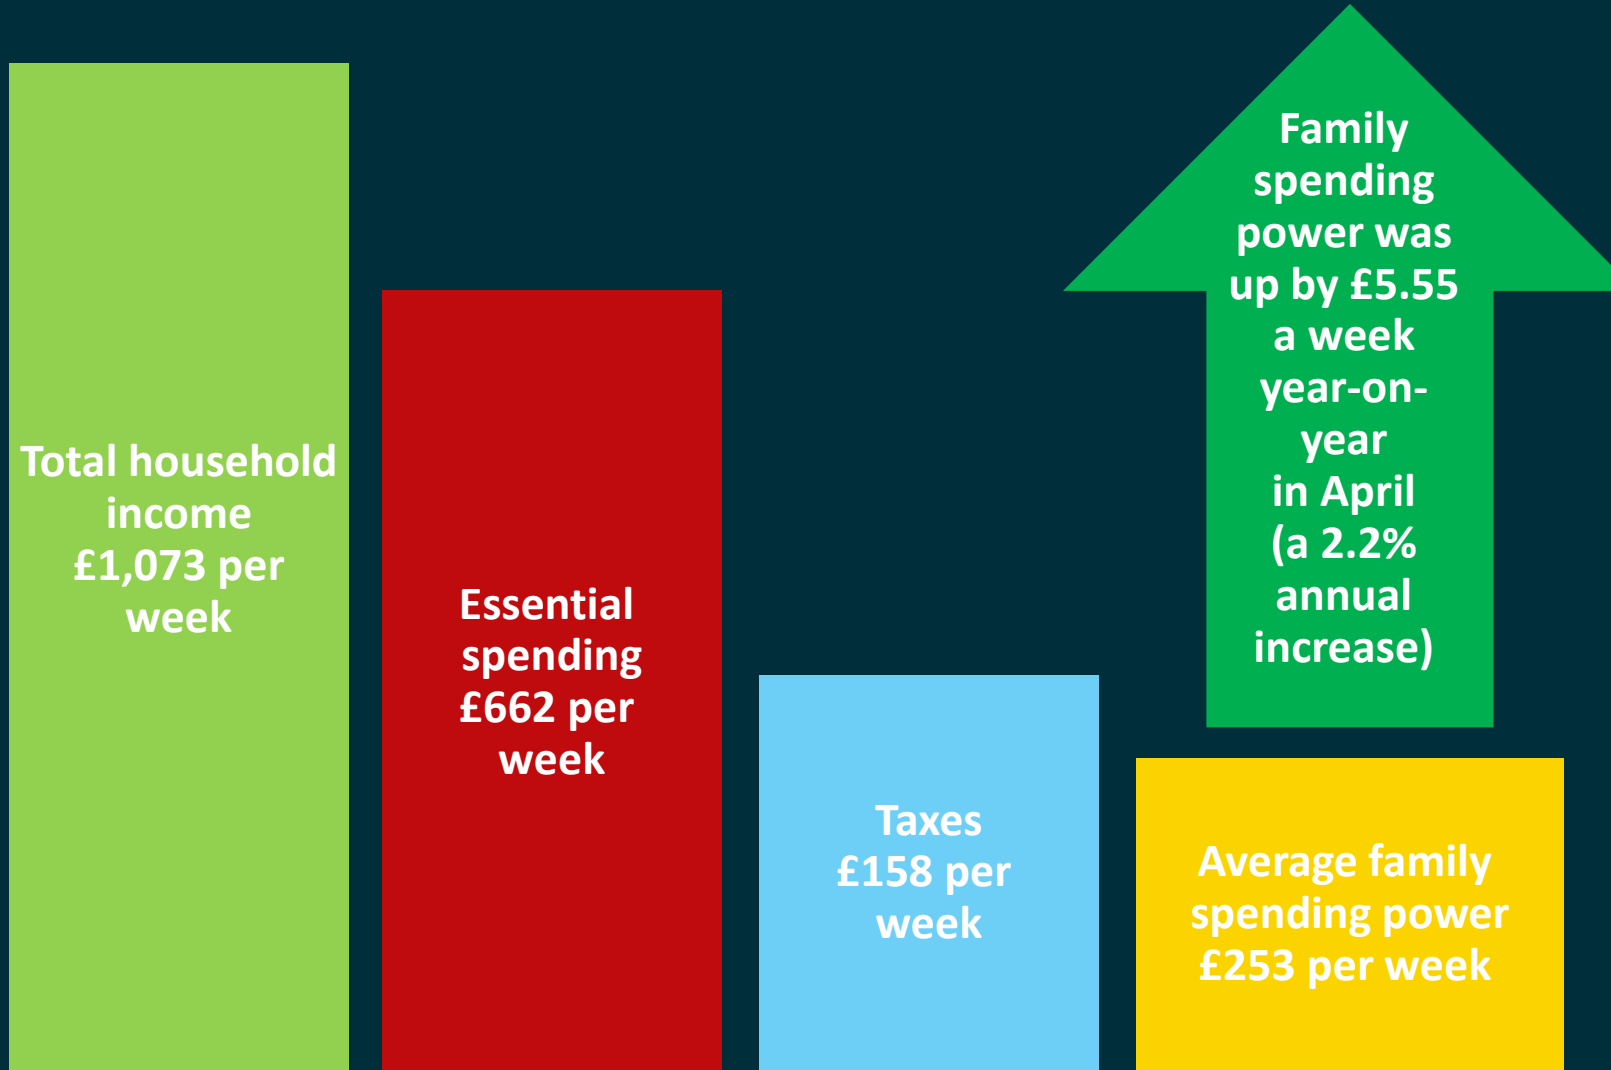 Total household
income
£1,073 per
week
Essential
spending
£662 per
week
Taxes
£158 per
week
Family
spending
power was
up by £5.55
a week
year-on-
year
in April
(a 2.2%
annual
increase)
Average family
spending power
£253 per week